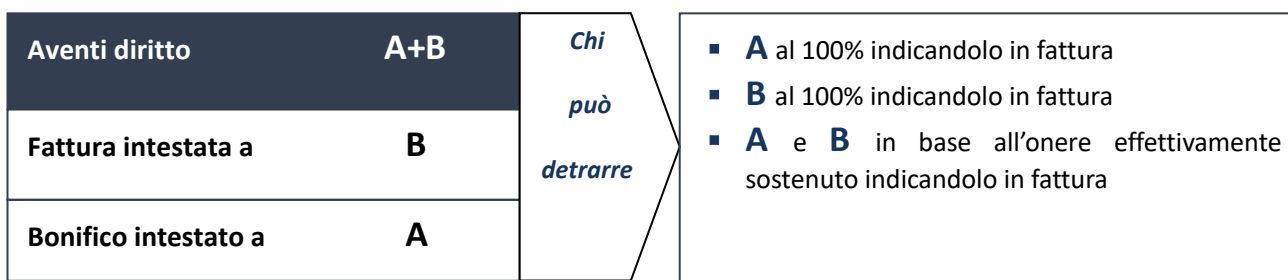 Aventi diritto A+B
Fattura intestata a B
Bonifico intestato a A
Chi
può
detrarre
▪ A al 100% indicandolo in fattura
▪ B al 100% indicandolo in fattura
▪ A e B in base all’onere effettivamente
sostenuto indicandolo in fattura